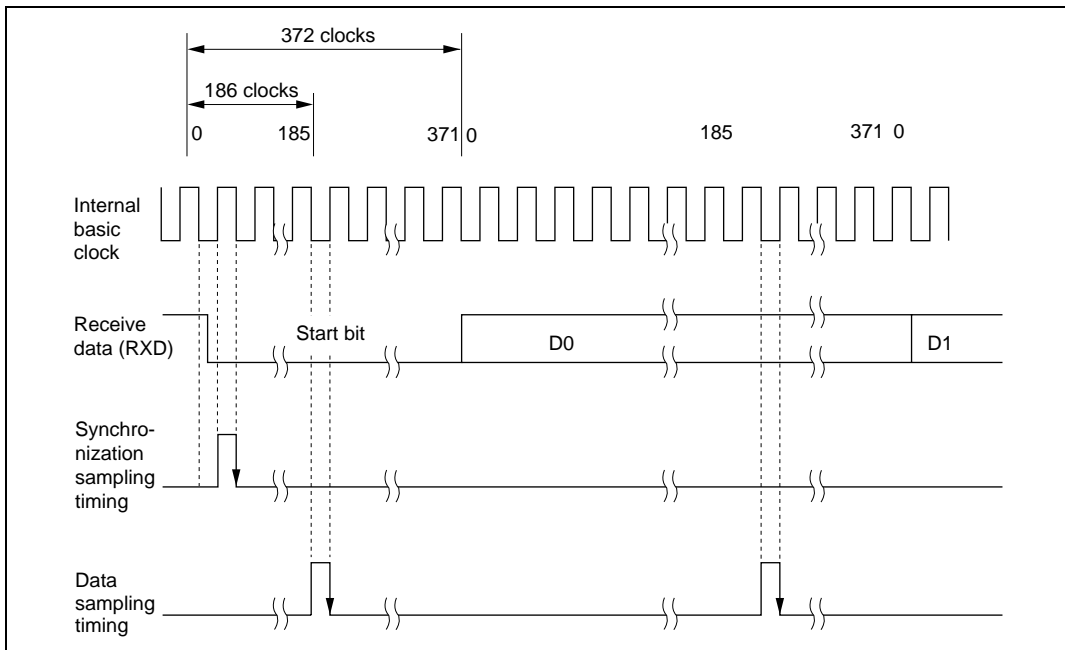 372 clocks
186 clocks
0 185 371 0 185 371 0
Internal
basic
clock
Receive
data (RXD)
Start bit D0 D1
Synchro-
nization
sampling
timing
Data
sampling
timing